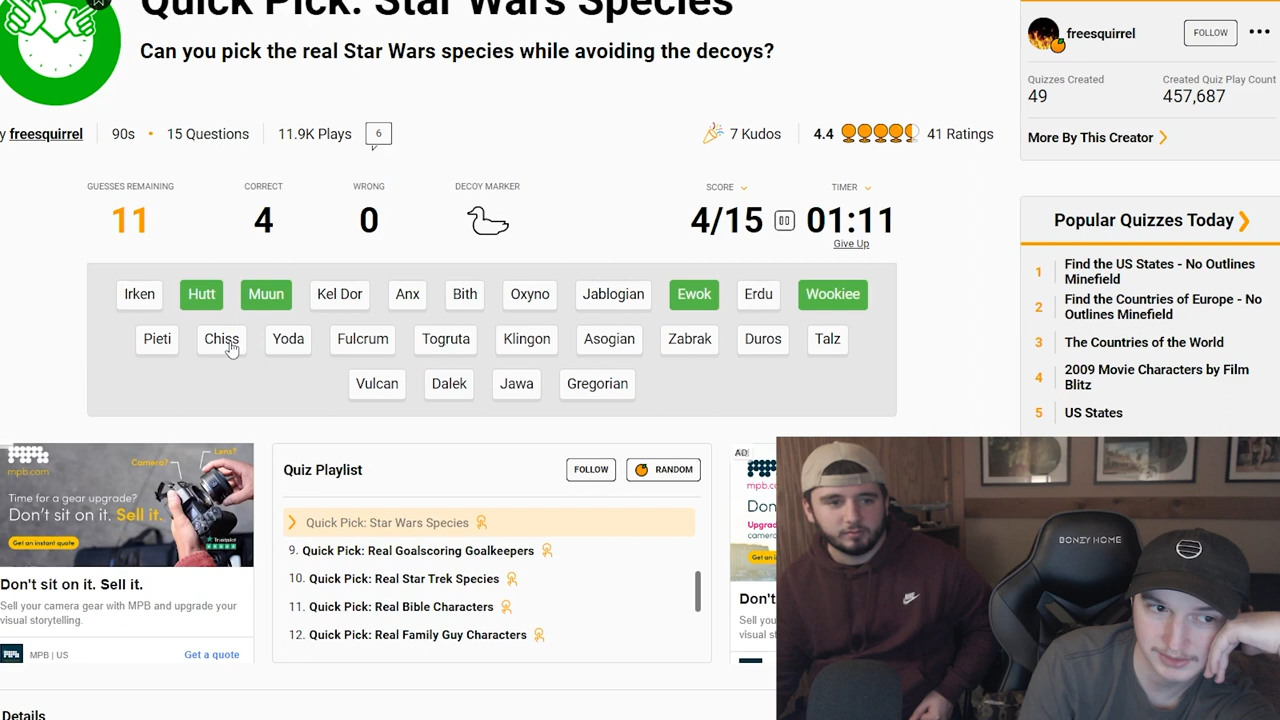 Quick Pick: Star Wars Species
Can you pick the real Star Wars species while avoiding the decoys?
y freesquirrel
90s • 15 Questions
11.9K Plays
6
7 Kudos
4.4
41 Ratings
GUESSES REMAINING
11
CORRECT
4
WRONG
0
DECOY MARKER
SCORE
4/15
TIMER
01:11
Give Up
Irken Hutt Muun Kel Dor Anx Bith Oxyno Jablogian Ewok Erdu Wookiee
Pieti Chiss Yoda Fulcrum Togruta Klingon Asogian Zabrak Duros Talz
Vulcan Dalek Jawa Gregorian
freesquirrel
FOLLOW
Quizzes Created
49
Created Quiz Play Count
457,687
More By This Creator
Popular Quizzes Today
1 Find the US States - No Outlines
Minefield
2 Find the Countries of Europe - No
Outlines Minefield
3 The Countries of the World
4 2009 Movie Characters by Film
Blitz
5 US States
mpb.com
Camera?
Lens?
Time for a gear upgrade?
Don't sit on it. Sell it.
Get an instant quote
Trustpilot
Don't sit on it. Sell it.
Sell your camera gear with MPB and upgrade your
visual storytelling.
MPB | US
Get a quote
Quiz Playlist
FOLLOW
RANDOM
Quick Pick: Star Wars Species
9. Quick Pick: Real Goalscoring Goalkeepers
10. Quick Pick: Real Star Trek Species
11. Quick Pick: Real Bible Characters
12. Quick Pick: Real Family Guy Characters
AD
mpb.c
Don
Upgra
camera
Get an
Don't
Sell you
visual st
BONZY HOME
Details